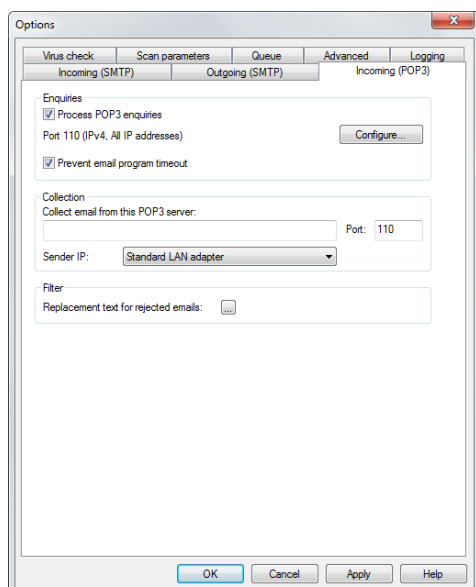 Options
Virus check Scan parameters Queue Advanced Logging
Incoming (SMTP) Outgoing (SMTP) Incoming (POP3)
Enquiries
Process POP3 enquiries
Port 110 (IPv4, All IP addresses) Configure...
Prevent email program timeout
Collection
Collect email from this POP3 server:
Port: 110
Sender IP: Standard LAN adapter
Filter
Replacement text for rejected emails: ...
OK Cancel Apply Help